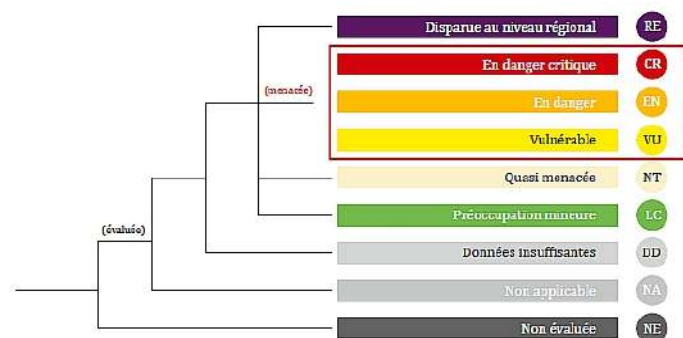 Disparue au niveau régional RE
En danger critique CR
(menacée)
En danger EN
Vulnérable VU
Quasi menacée NT
Préoccupation mineure LC
(évaluée)
Données insuffisantes DD
Non applicable NA
Non évaluée NE